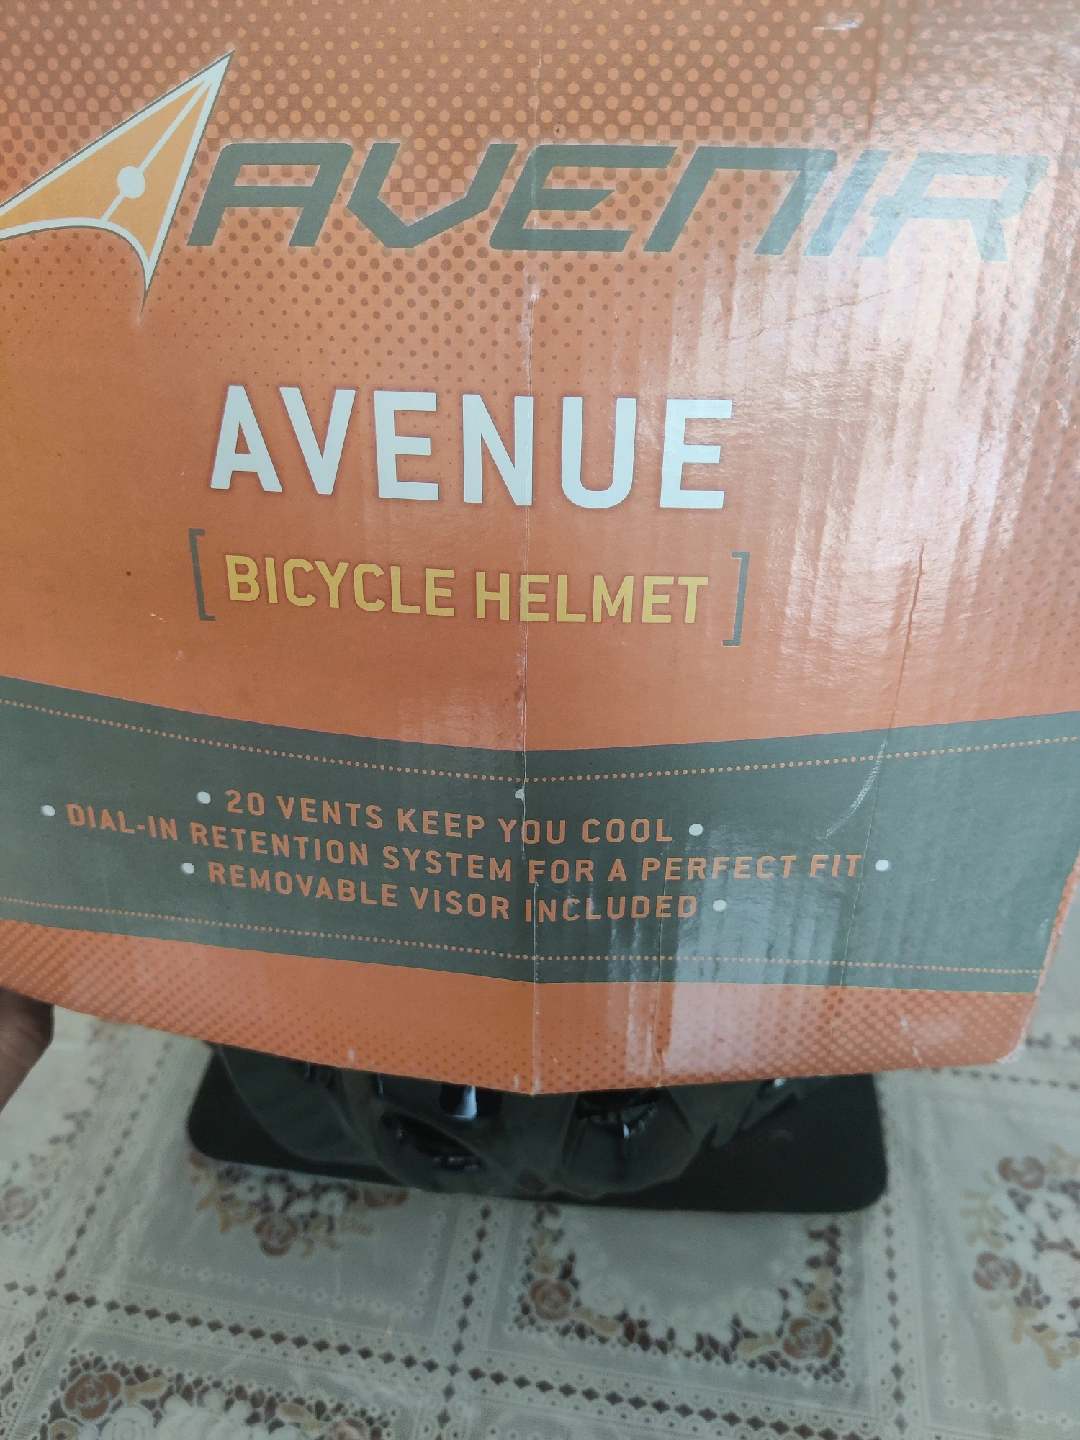 AVENIR
AVENUE
[BICYCLE HELMET]
• 20 VENTS KEEP YOU COOL •
• DIAL-IN RETENTION SYSTEM FOR A PERFECT FIT •
• REMOVABLE VISOR INCLUDED •